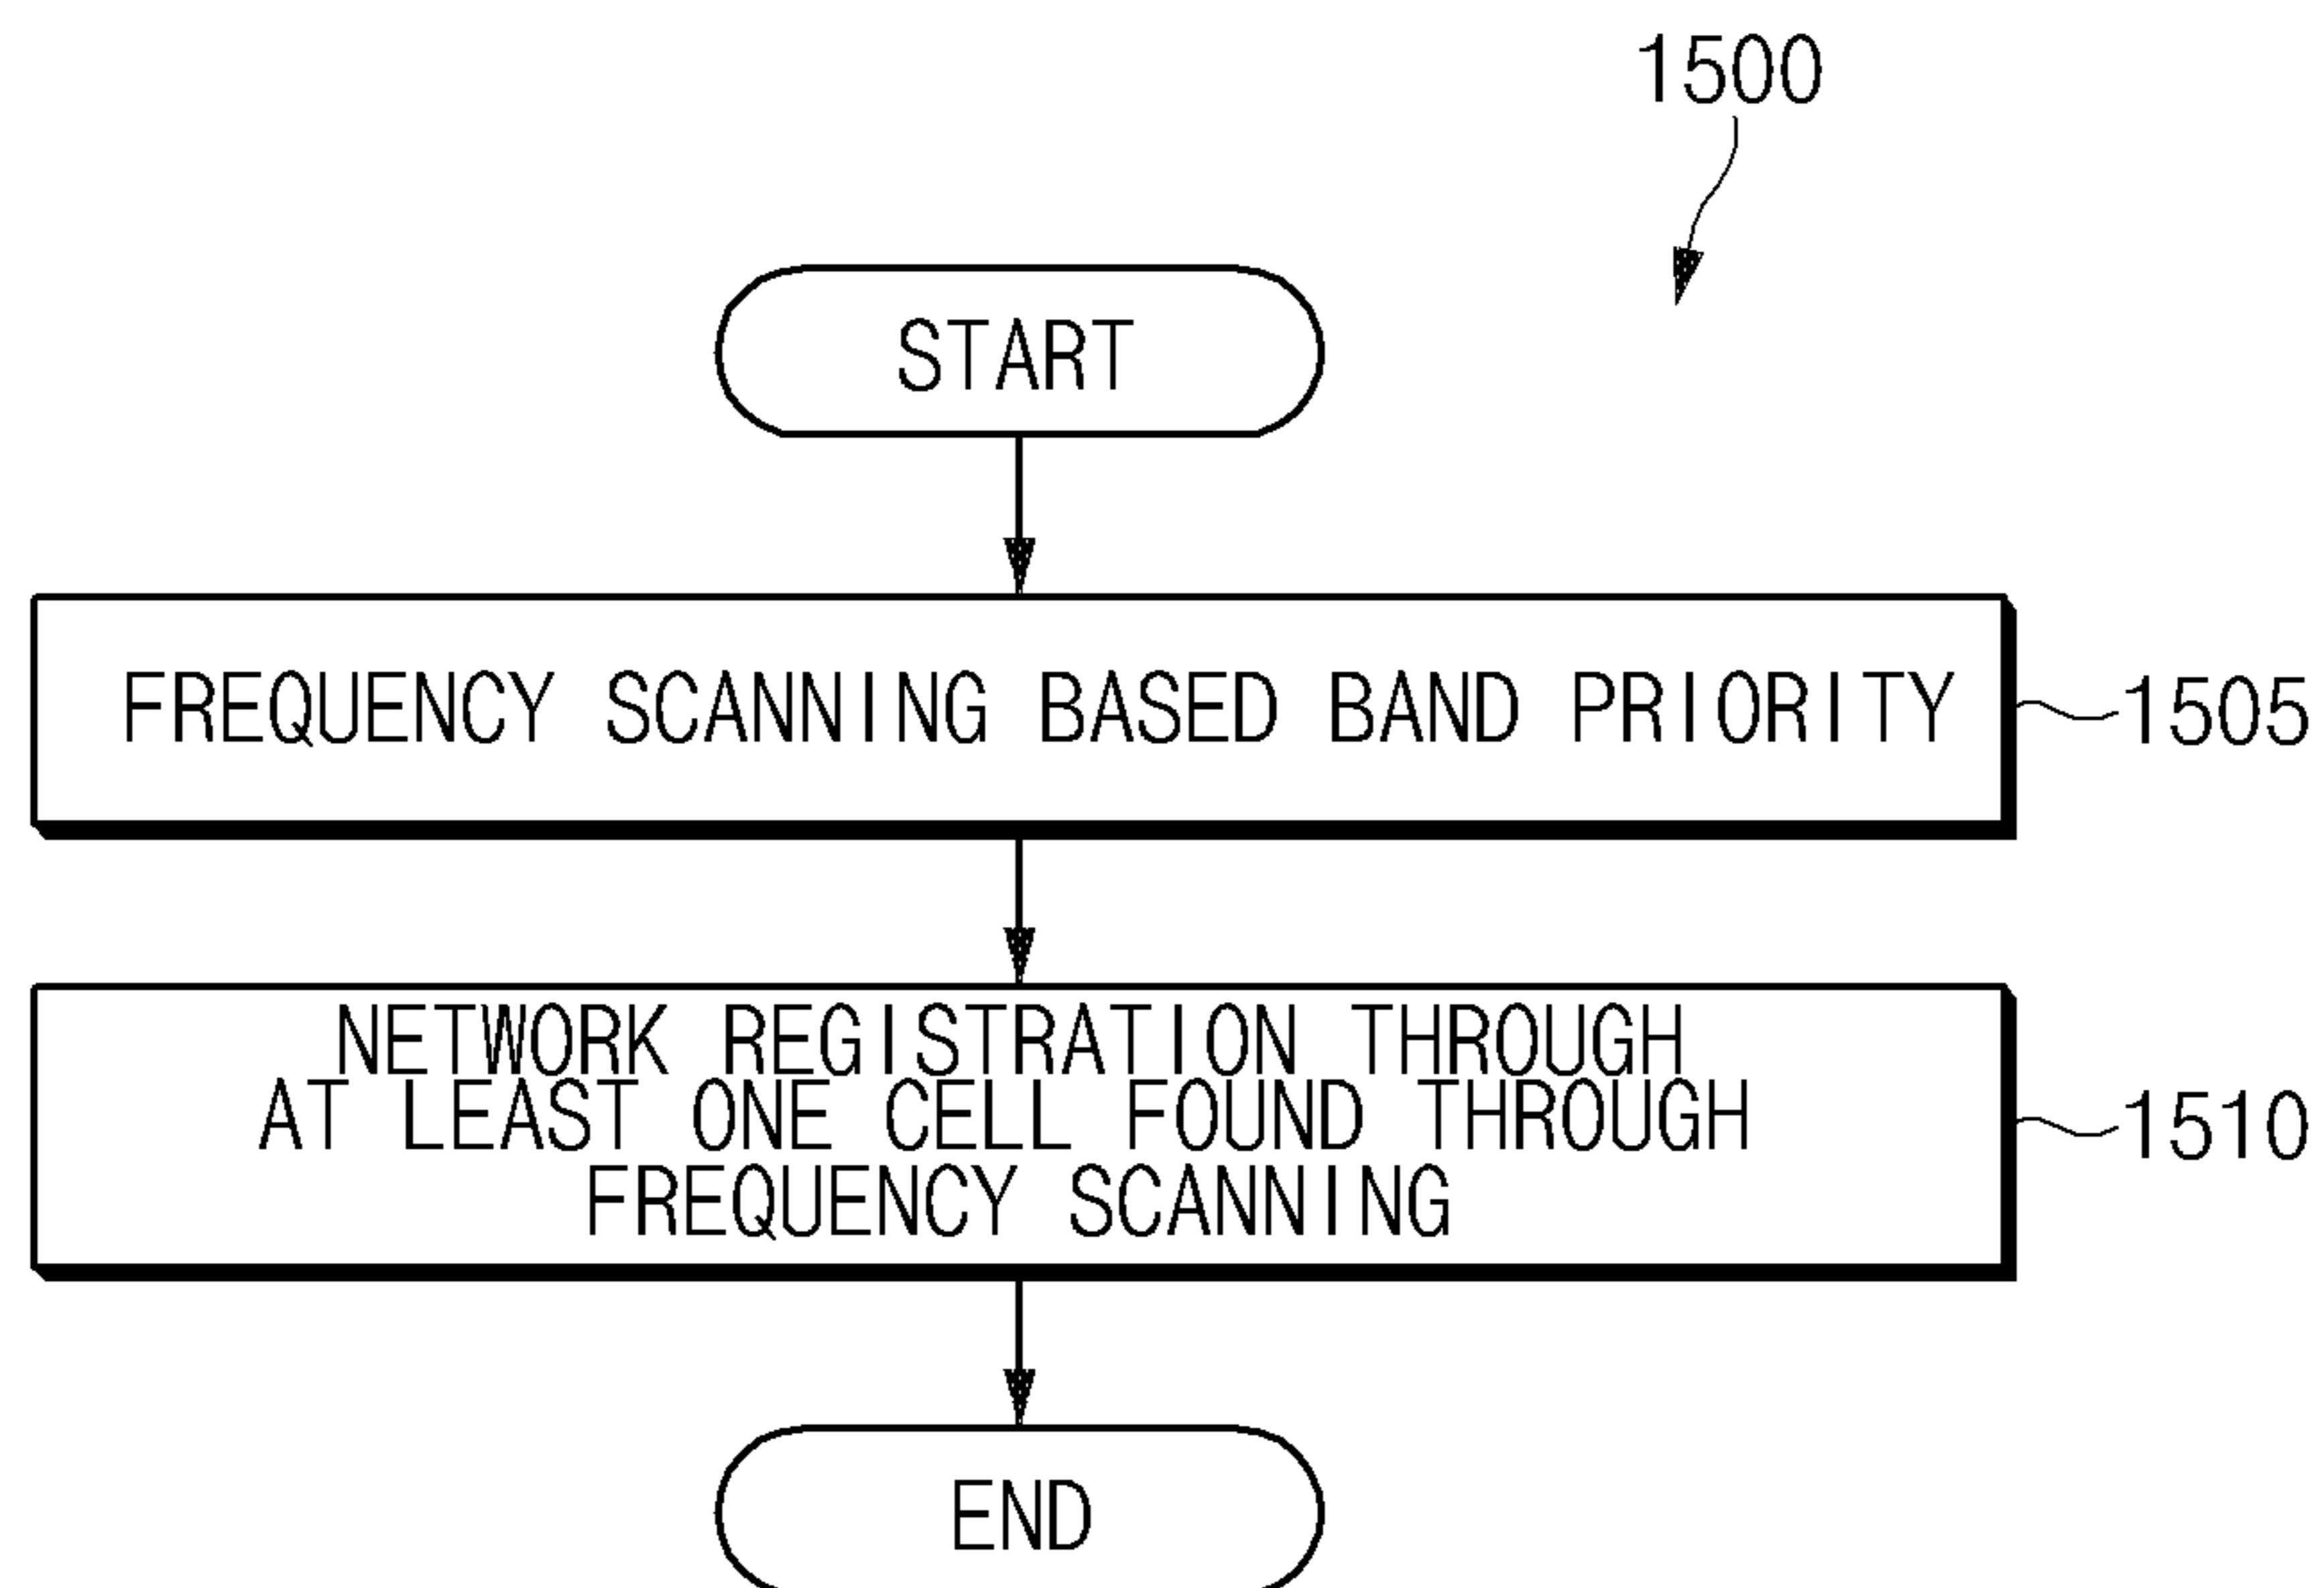 1500
START
FREQUENCY SCANNING BASED BAND PRIORITY
1505
NETWORK REGISTRATION THROUGH
AT LEAST ONE CELL FOUND THROUGH
FREQUENCY SCANNING
1510
END